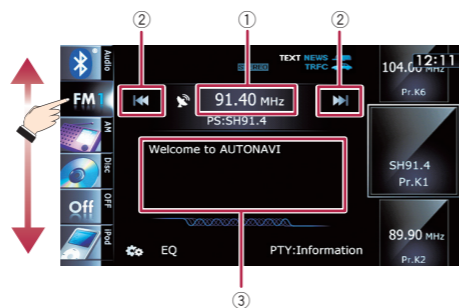 ② ① ②
Audio
TEXT NEWS
STEREO TRFC
12:11
104.00 MHz
Pr.K6
FM1
91.40 MHz
PS:SH91.4
AM
Welcome to AUTONAVI
Disc
SH91.4
Pr.K1
Off
OFF
89.90 MHz
iPod
EQ
PTY:Information
Pr.K2
③